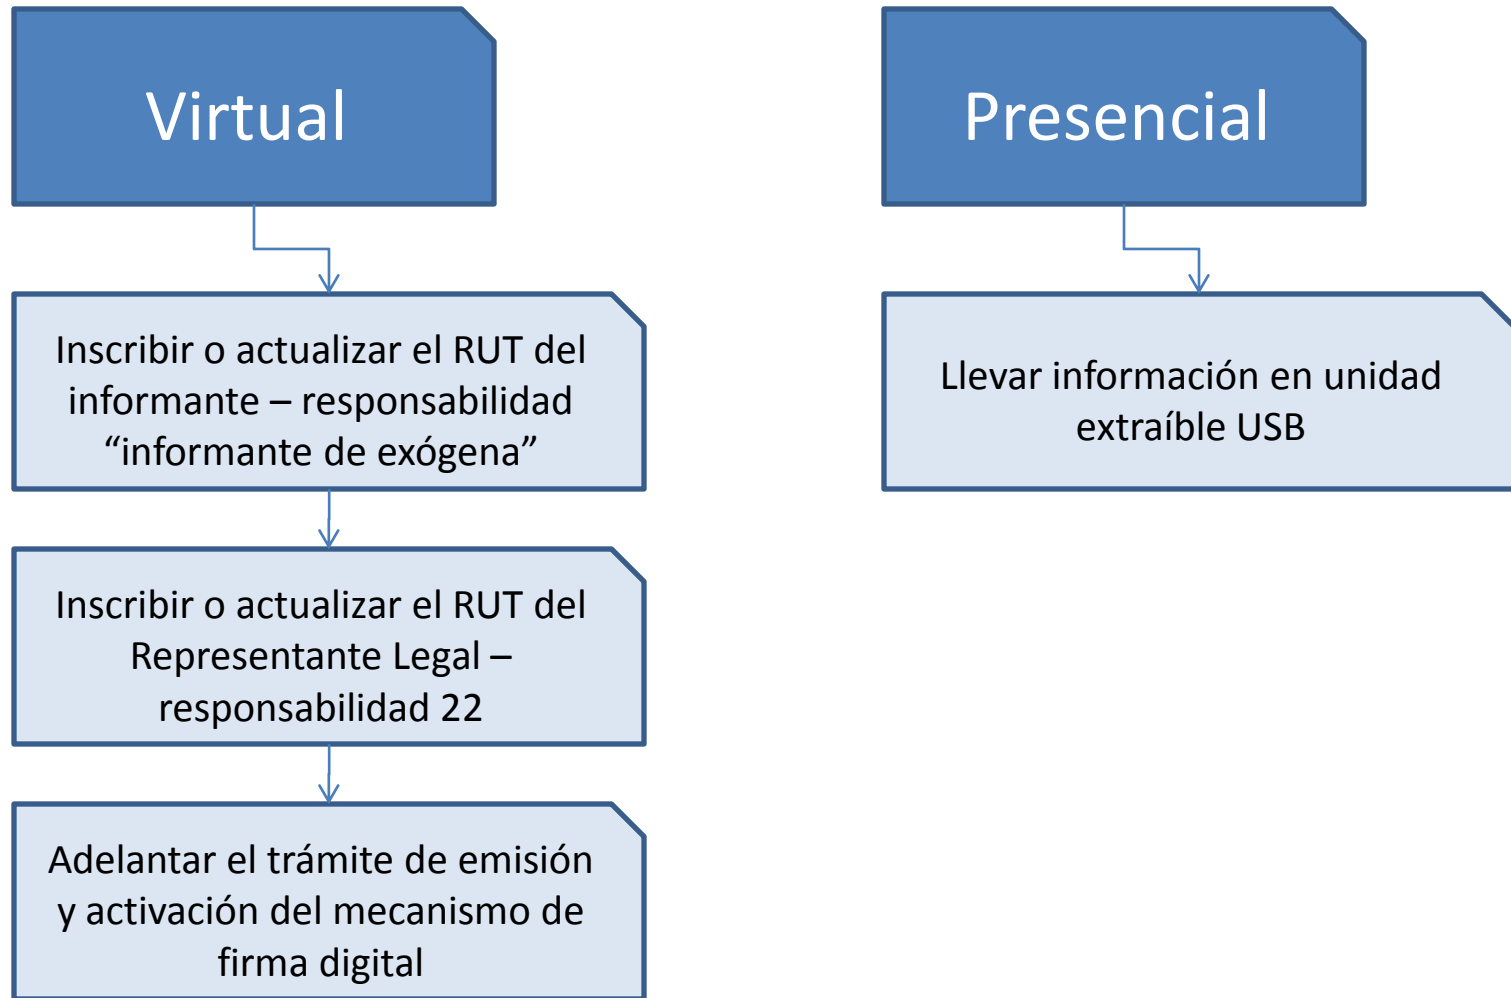 Virtual
Inscribir o actualizar el RUT del
informante – responsabilidad
“informante de exógena”
Inscribir o actualizar el RUT del
Representante Legal –
responsabilidad 22
Adelantar el trámite de emisión
y activación del mecanismo de
firma digital
Presencial
Llevar información en unidad
extraíble USB